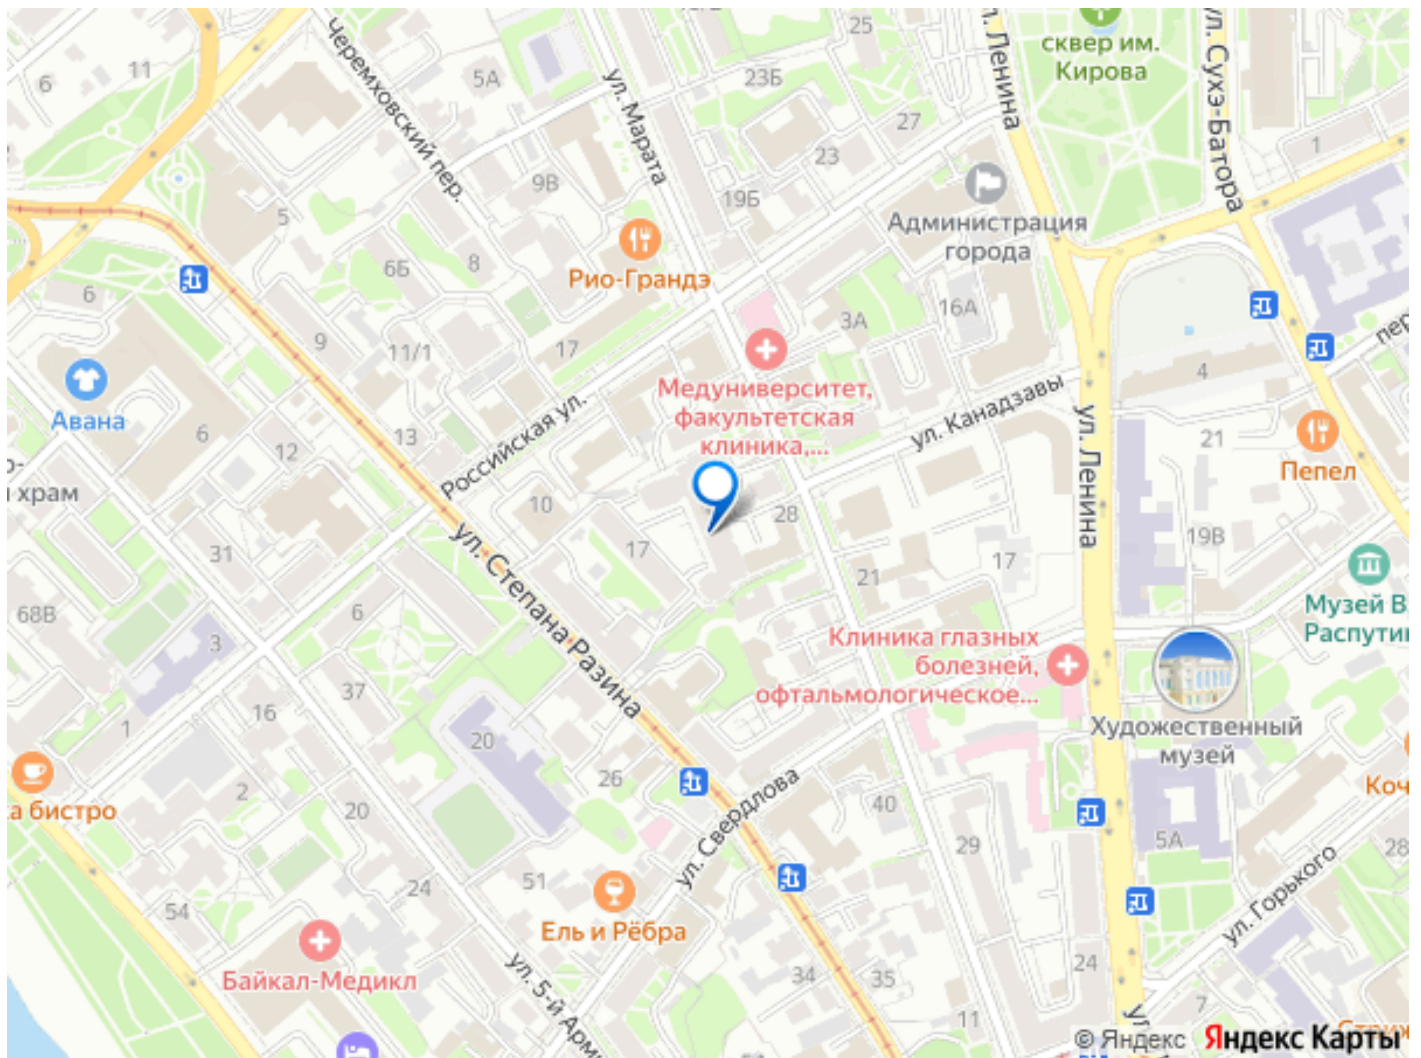 25
сквер им.
Кирова
ул. Сухэ-Батора
Ленина
Черемховский пер.
11
6
5А
23Б
ул. Марата
27
23
1
9В
19Б
Администрация
города
5
8
6Б
Рио-Грандэ
6
9
11/1
17
3А
16А
4
пер
Авана
Медуниверситет,
факультетская
клиника,...
ул. Канадзавы
ул. Ленина
21
Пепел
6
12
13
Российская ул.
храм
10
28
17
31
ул. Степана Разина
21
17
19В
Музей В
Распутин
68В
6
3
Клиника глазных
болезней,
офтальмологическое...
37
16
1
20
Художественный
музей
26
2
20
а бистро
ул. Свердлова
40
29
5А
Коч
28
24
51
54
Ель и Рёбра
ул. Горького
Байкал-Медикл
ул. 5-й Арми
34
35
24
7
11
© Яндекс Яндекс Карты